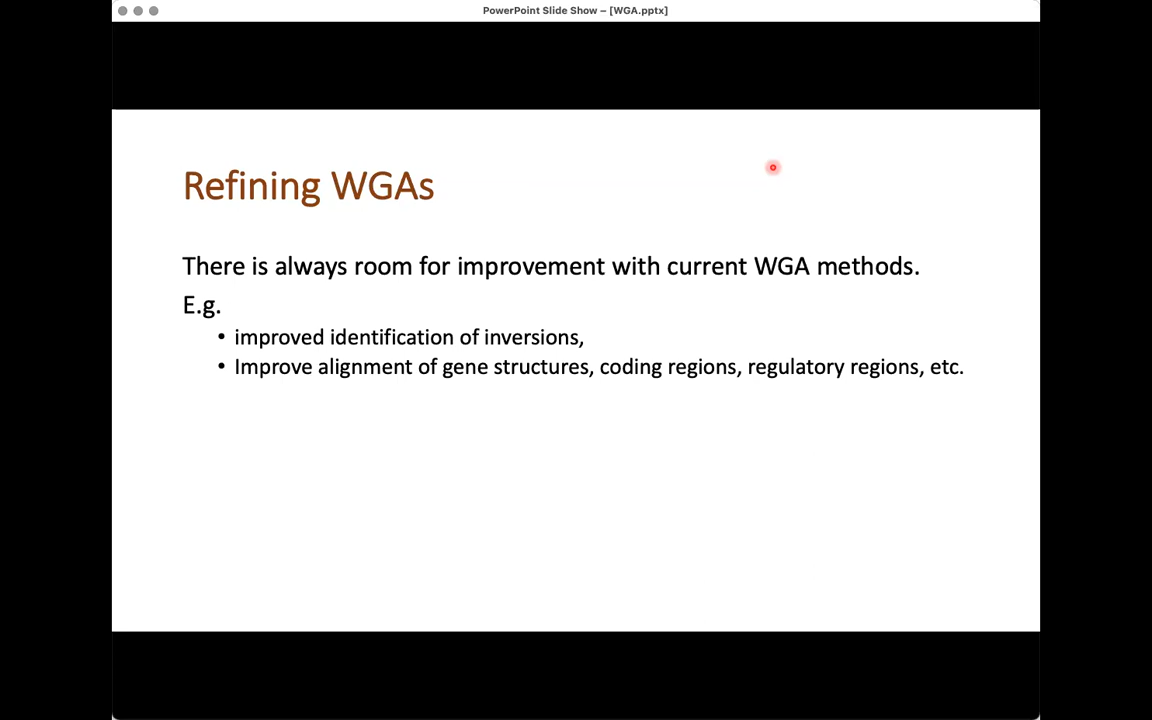 PowerPoint Slide Show – [WGA.pptx]
Refining WGAs
There is always room for improvement with current WGA methods.
E.g.
• improved identification of inversions,
• Improve alignment of gene structures, coding regions, regulatory regions, etc.